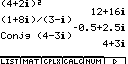 (4+2i)²
12+16i
(1+8i)/(3-i)
-0.5+2.5i
Conjg (4-3i)
4+3i
LIST MAT CPLX CALC NUM ▷